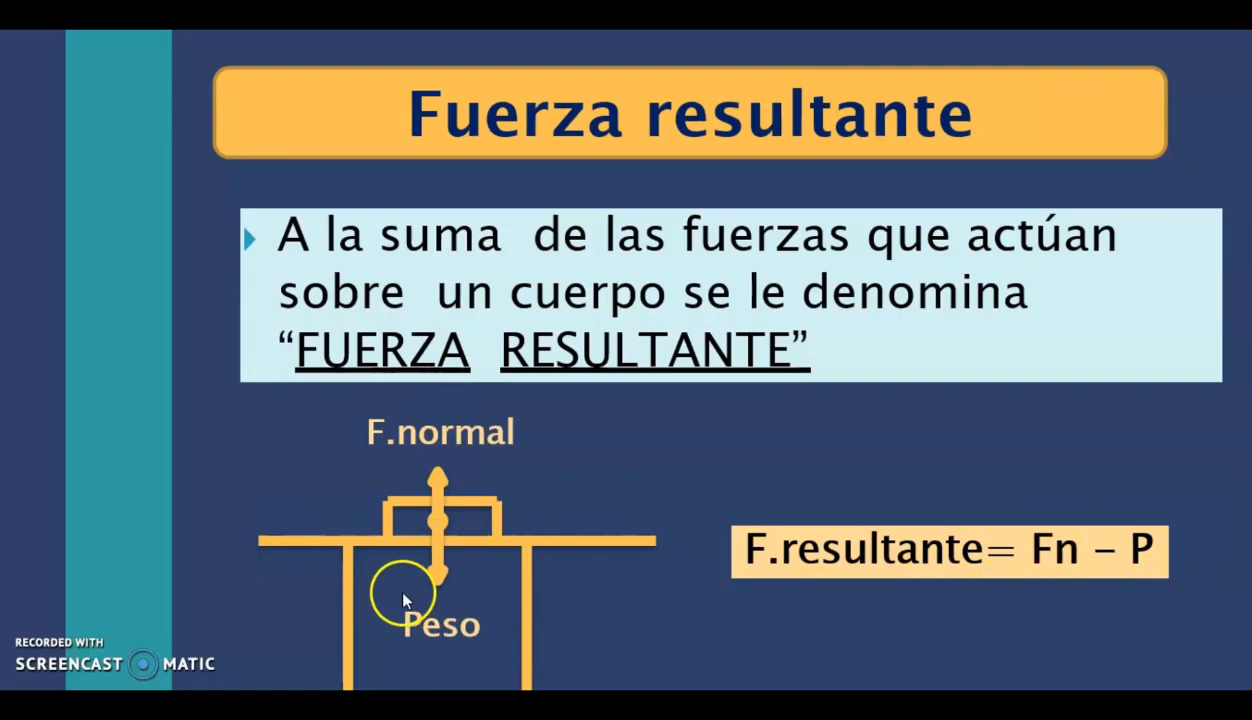 Fuerza resultante
A la suma de las fuerzas que actúan
sobre un cuerpo se le denomina
“FUERZA RESULTANTE”
F.normal
F.resultante= Fn – P
Peso
RECORDED WITH
SCREENCAST MATIC